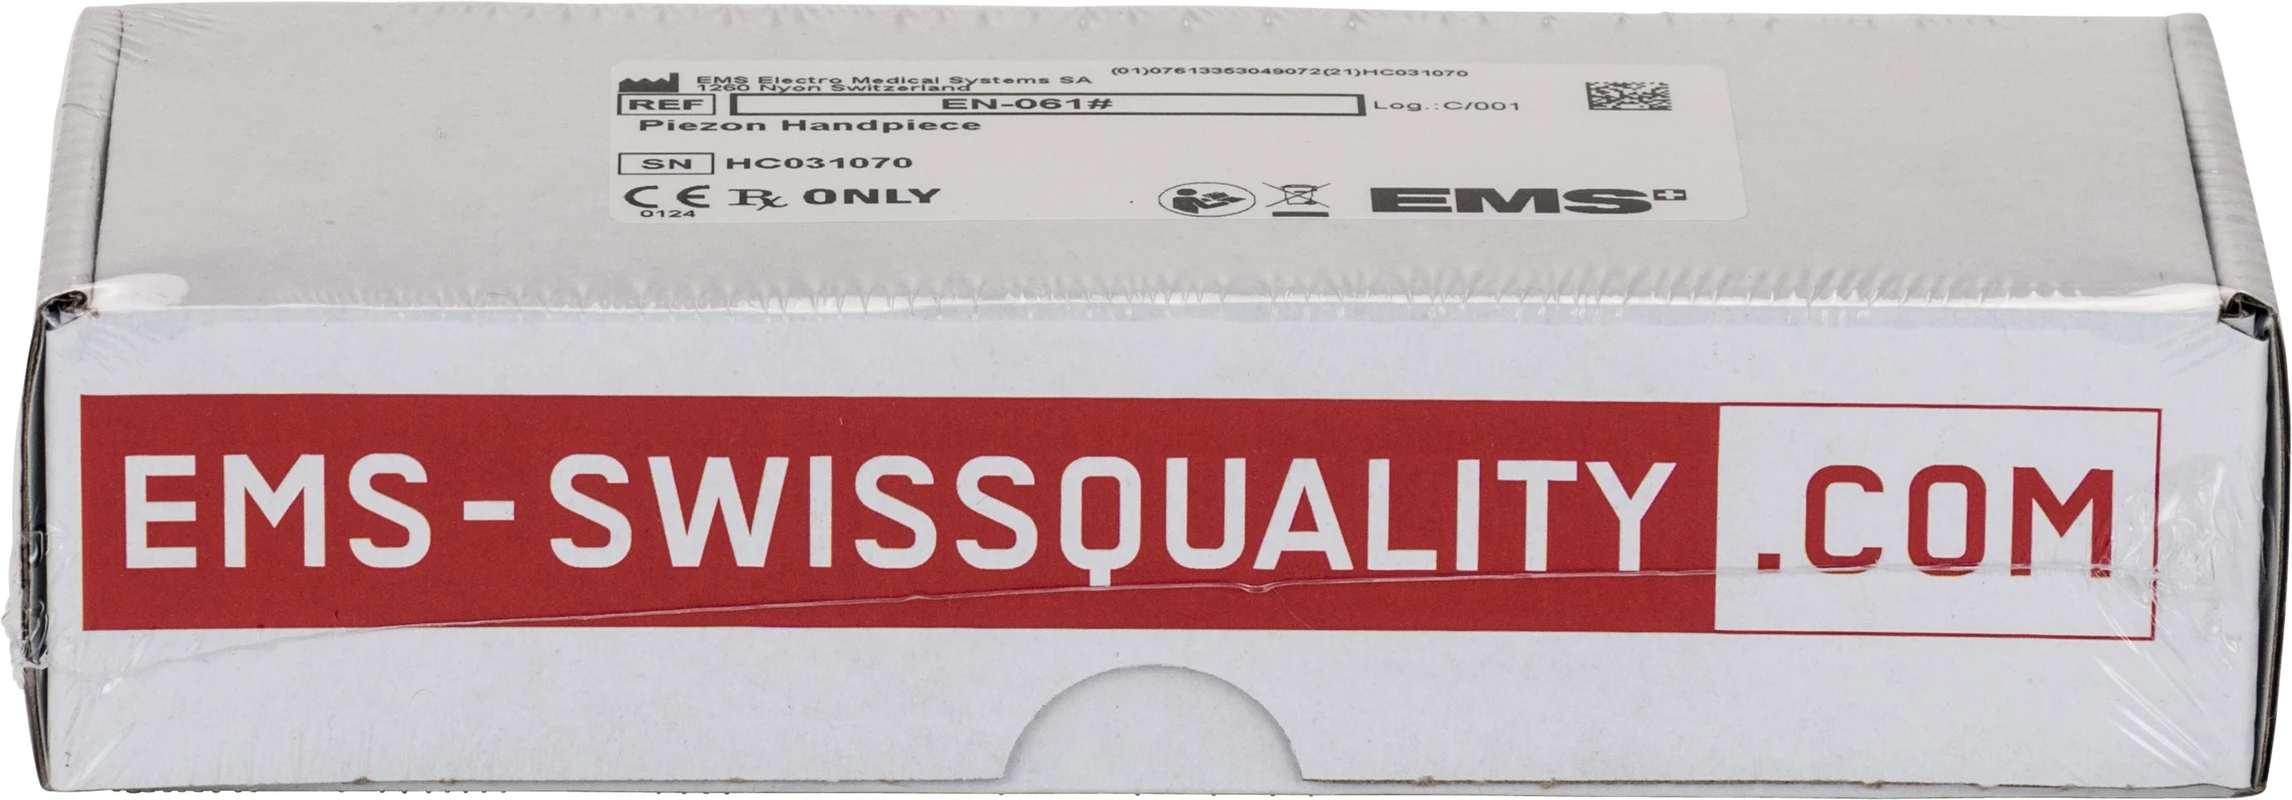 EMS Electro Medical Systems SA (01)07613353049072(21)HC031070
1260 Nyon Switzerland
REF EN-061# Log.:C/001
Piezon Handpiece
SN HC031070
CE Rx ONLY EMS
0124
EMS-SWISSQUALITY.COM